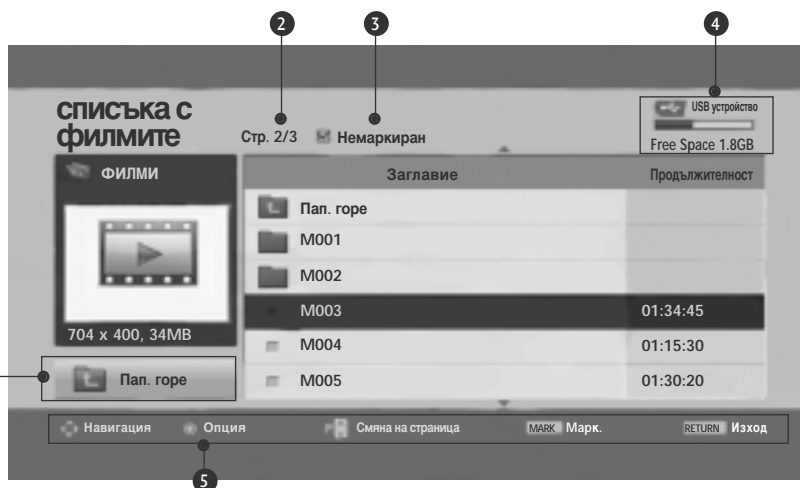 2 3 4
списъка с
филмите
Стр. 2/3 Немаркиран
USB устройство
Free Space 1.8GB
ФИЛМИ
Заглавие Продължителност
Пап. горе
M001
M002
M003 01:34:45
M004 01:15:30
M005 01:30:20
704 x 400, 34MB
Пап. горе
Навигация Опция P Смяна на страница MARK Марк. RETURN Изход
5